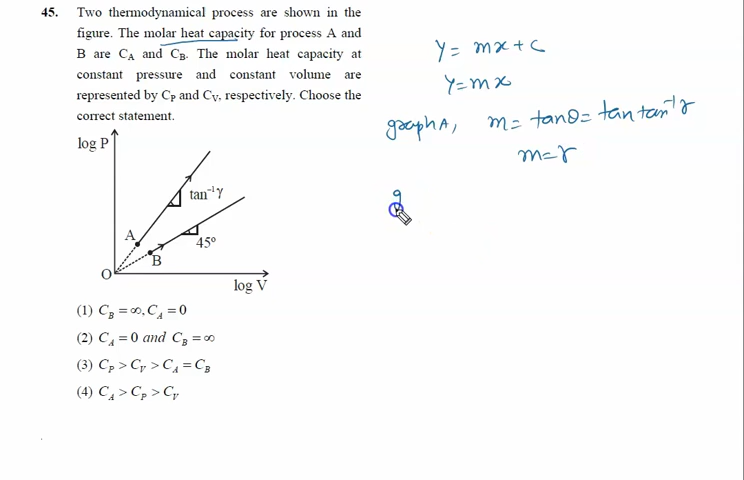 45. Two thermodynamical process are shown in the
figure. The molar heat capacity for process A and
B are C_A and C_B. The molar heat capacity at
constant pressure and constant volume are
represented by C_P and C_V, respectively. Choose the
correct statement.
log P
tan⁻¹γ
A
45°
B
O
log V
(1) C_B = ∞, C_A = 0
(2) C_A = 0 and C_B = ∞
(3) C_P > C_V > C_A = C_B
(4) C_A > C_P > C_V
y = mx + c
y = mx
graph A, m = tanθ = tan tan⁻¹γ
m = γ
g